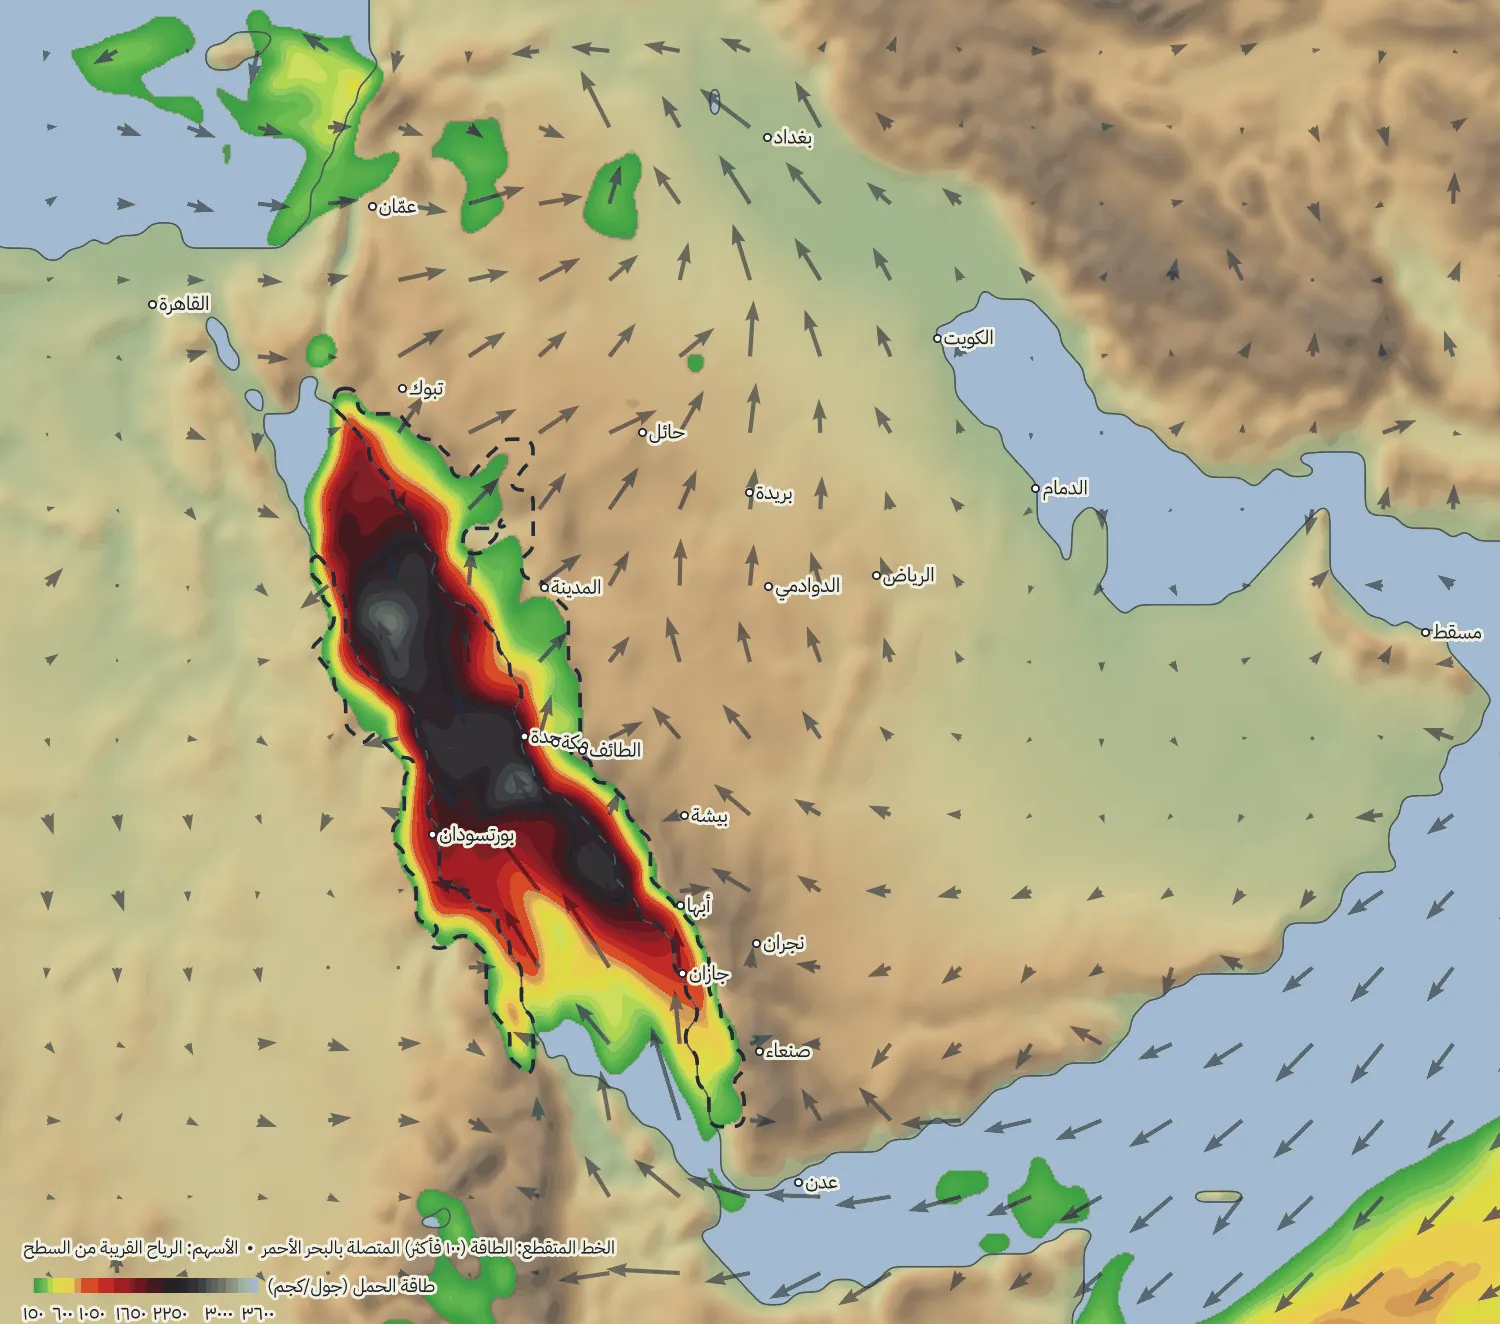 بغداد
عمّان
القاهرة
الكويت
تبوك
حائل
الدمام
بريدة
الرياض
الدوادمي
المدينة
مسقط
جدة
مكة
الطائف
بيشة
بورتسودان
أبها
نجران
جازان
صنعاء
عدن
الخط المتقطع: الطاقة (١٠٠ فأكثر) المتصلة بالبحر الأحمر • الأسهم: الرياح القريبة من السطح
طاقة الحمل (جول/كجم)
١٥٠ ٦٠٠ ١٠٥٠ ١٦٥٠ ٢٢٥٠ ٣٠٠٠ ٣٦٠٠